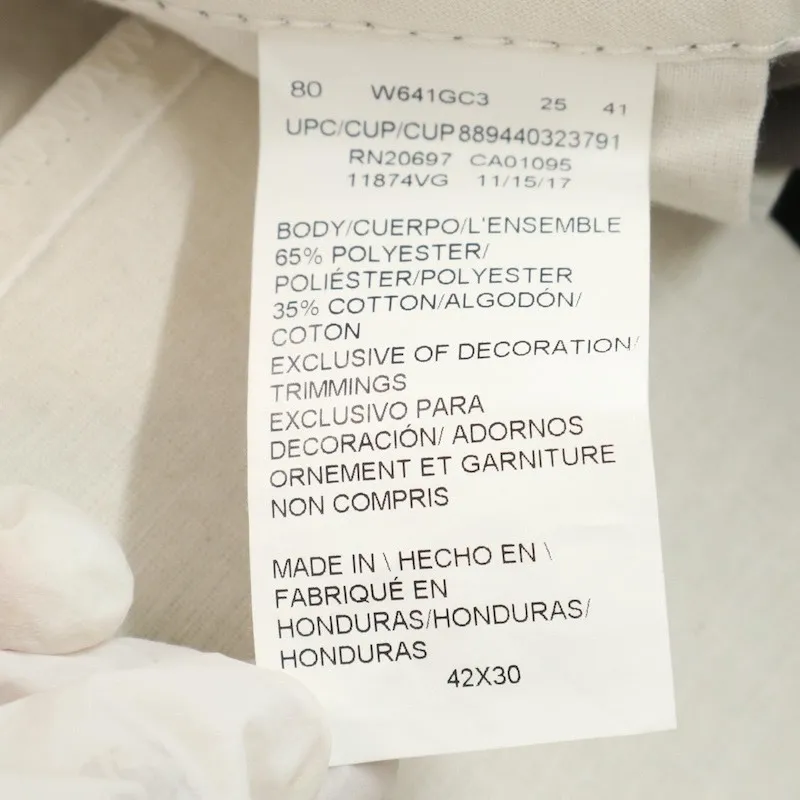 80 W641GC3 25 41
UPC/CUP/CUP 889440323791
RN20697 CA01095
11874VG 11/15/17
BODY/CUERPO/L'ENSEMBLE
65% POLYESTER/
POLIÉSTER/POLYESTER
35% COTTON/ALGODÓN/
COTON
EXCLUSIVE OF DECORATION/
TRIMMINGS
EXCLUSIVO PARA
DECORACIÓN/ ADORNOS
ORNEMENT ET GARNITURE
NON COMPRIS
MADE IN \ HECHO EN \
FABRIQUÉ EN
HONDURAS/HONDURAS/
HONDURAS
42X30